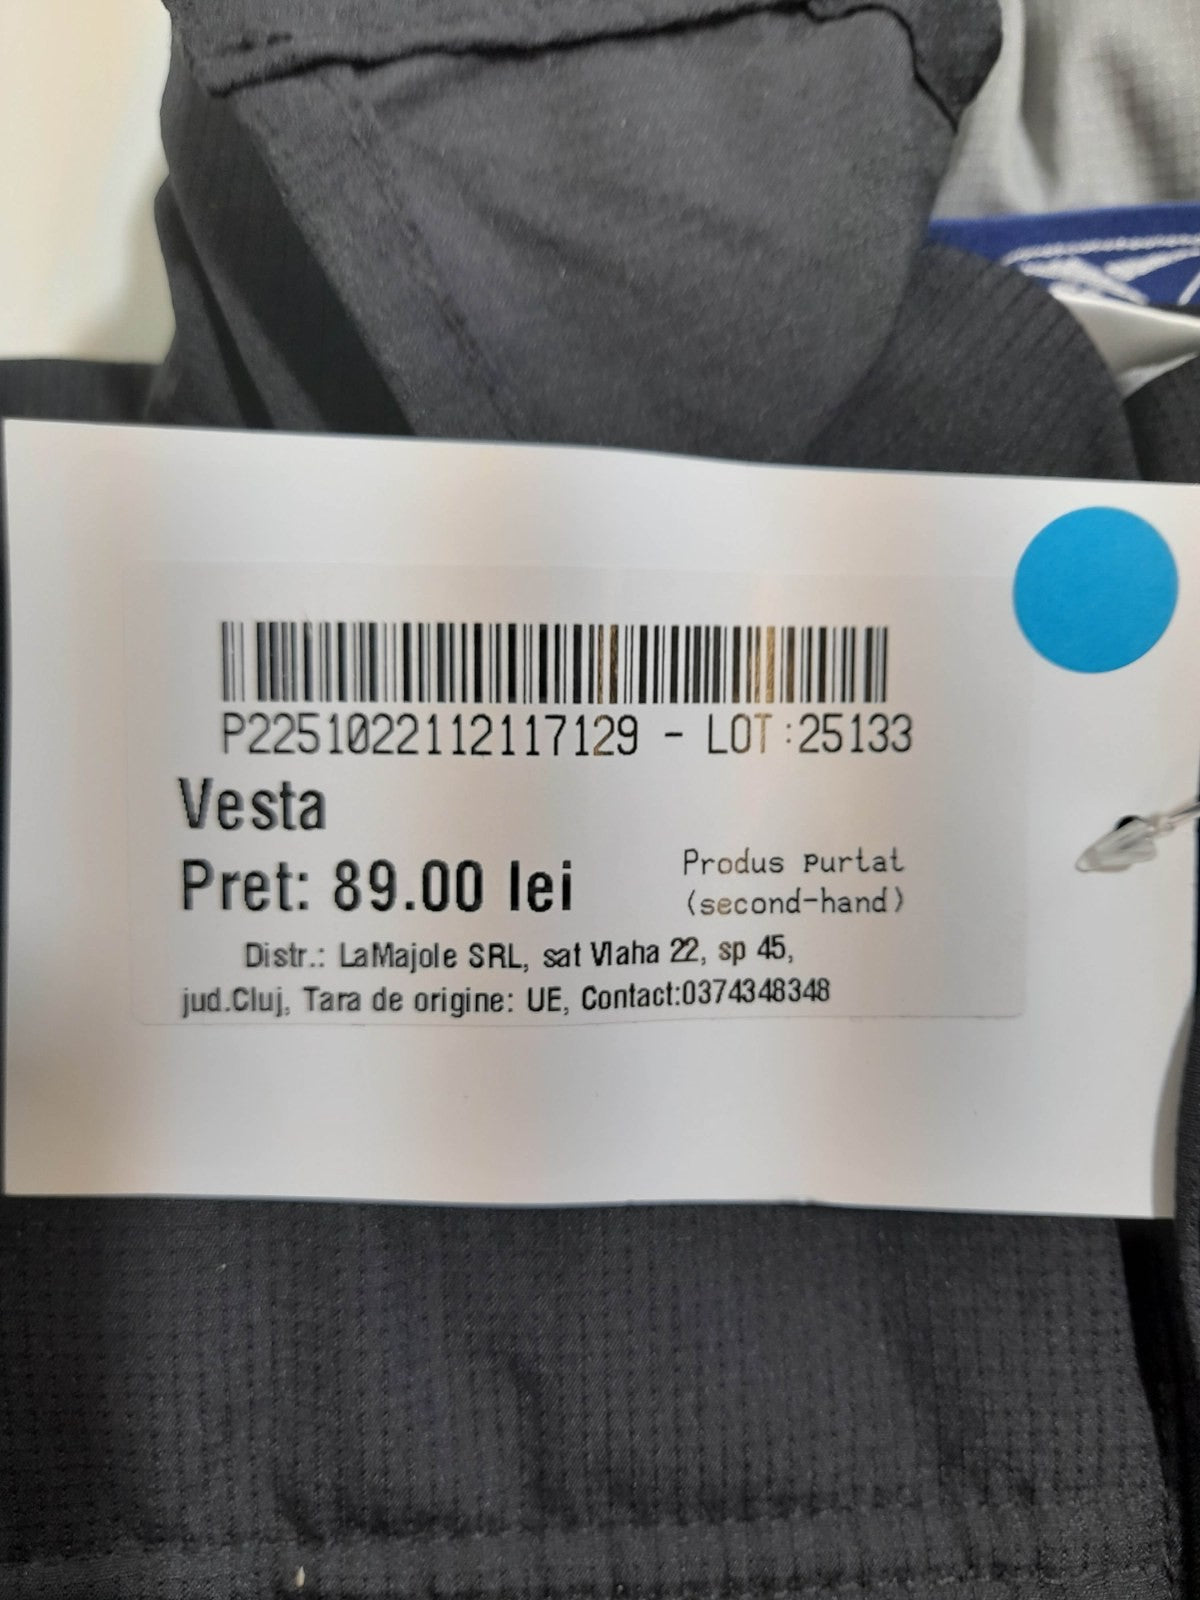 P2251022112117129 - LOT:25133
Vesta
Pret: 89.00 lei
Produs purtat
(second-hand)
Distr.: LaMajole SRL, sat Vlaha 22, sp 45,
jud.Cluj, Tara de origine: UE, Contact:0374348348